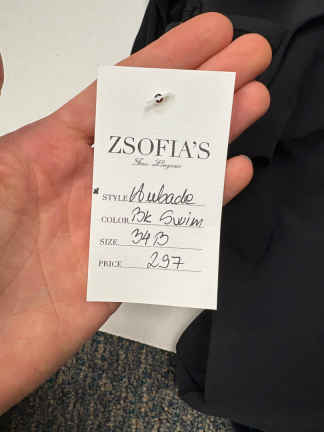 ZSOFIA'S
Fine Lingerie
STYLE Aubade
COLOR Bk Swim
SIZE 34B
PRICE 297